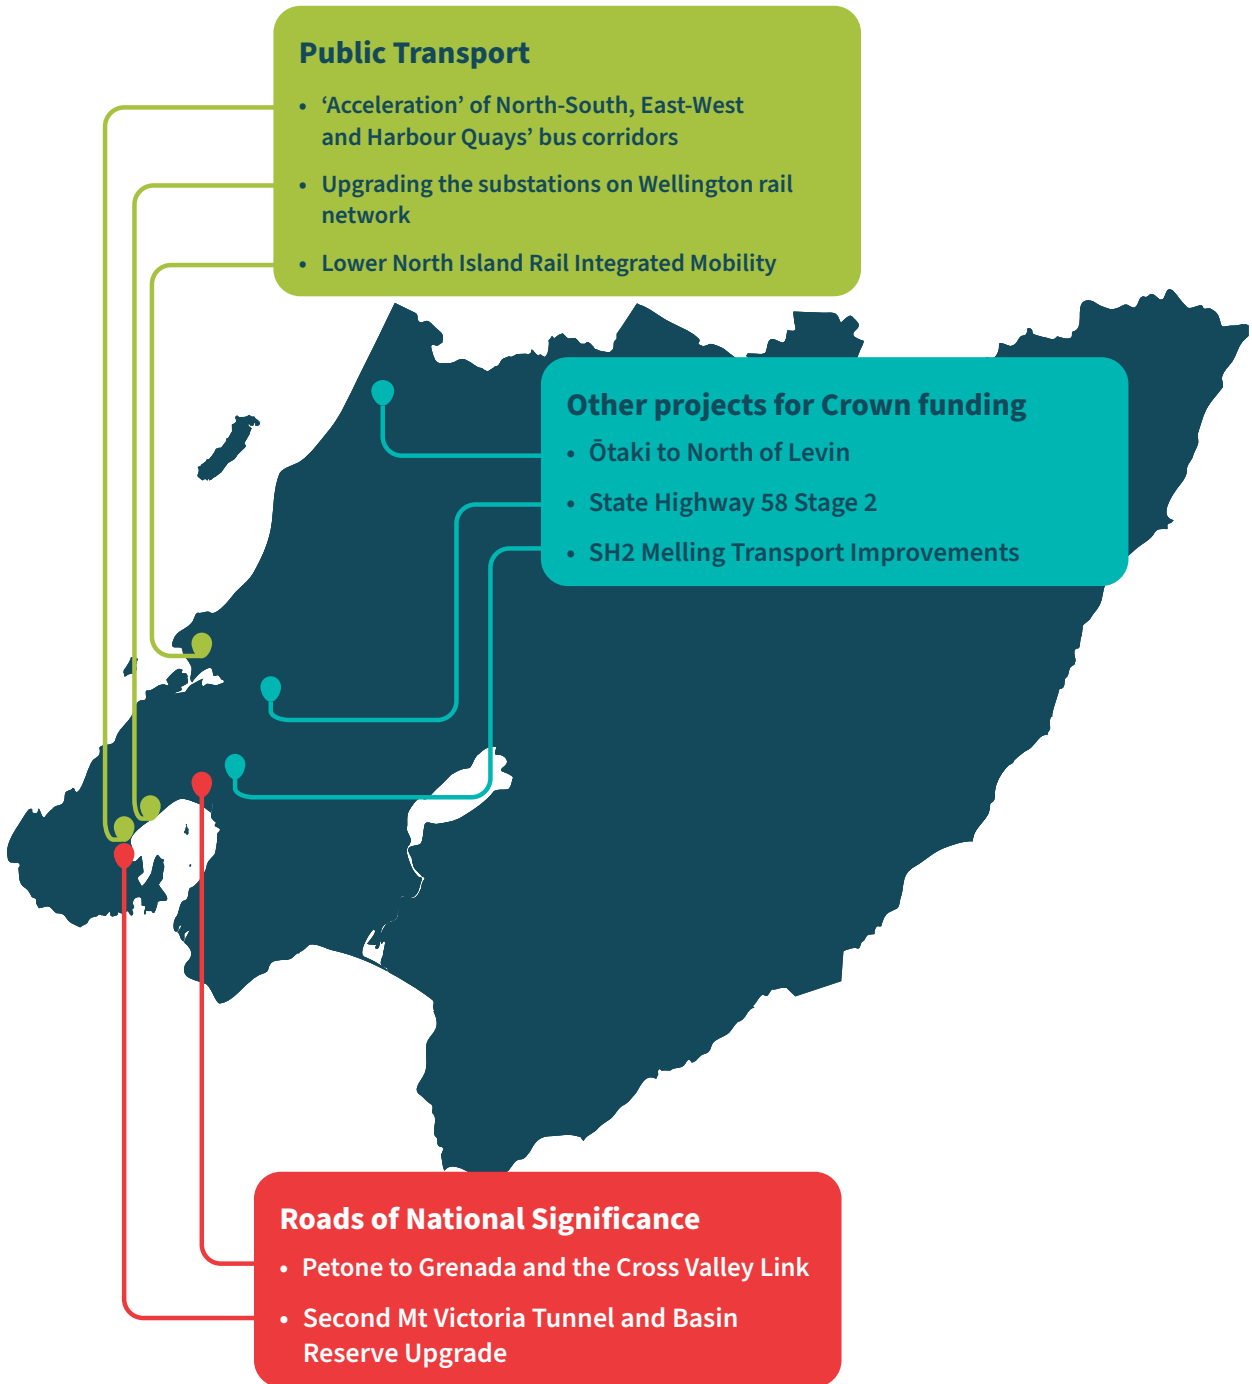 Public Transport
• ‘Acceleration’ of North-South, East-West
and Harbour Quays’ bus corridors
• Upgrading the substations on Wellington rail
network
• Lower North Island Rail Integrated Mobility
Other projects for Crown funding
• Ōtaki to North of Levin
• State Highway 58 Stage 2
• SH2 Melling Transport Improvements
Roads of National Significance
• Petone to Grenada and the Cross Valley Link
• Second Mt Victoria Tunnel and Basin
Reserve Upgrade